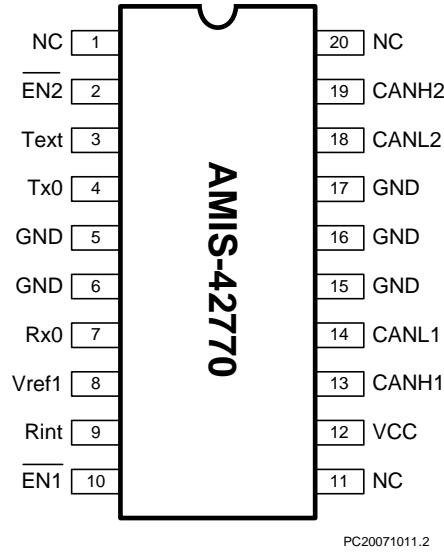 NC 1
20 NC
EN2 2
19 CANH2
Text 3
18 CANL2
Tx0 4
17 GND
GND 5
16 GND
GND 6
15 GND
Rx0 7
14 CANL1
Vref1 8
13 CANH1
Rint 9
12 VCC
EN1 10
11 NC
AMIS-42770
PC20071011.2